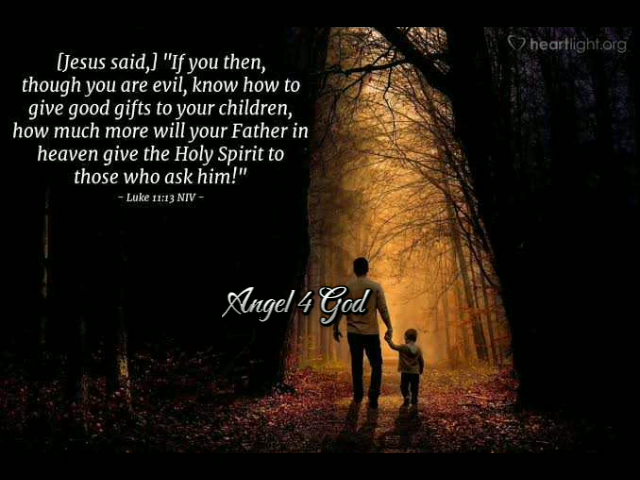 heartlight.org
[Jesus said,] "If you then,
though you are evil, know how to
give good gifts to your children,
how much more will your Father in
heaven give the Holy Spirit to
those who ask him!"
~ Luke 11:13 NIV ~
Angel 4 God